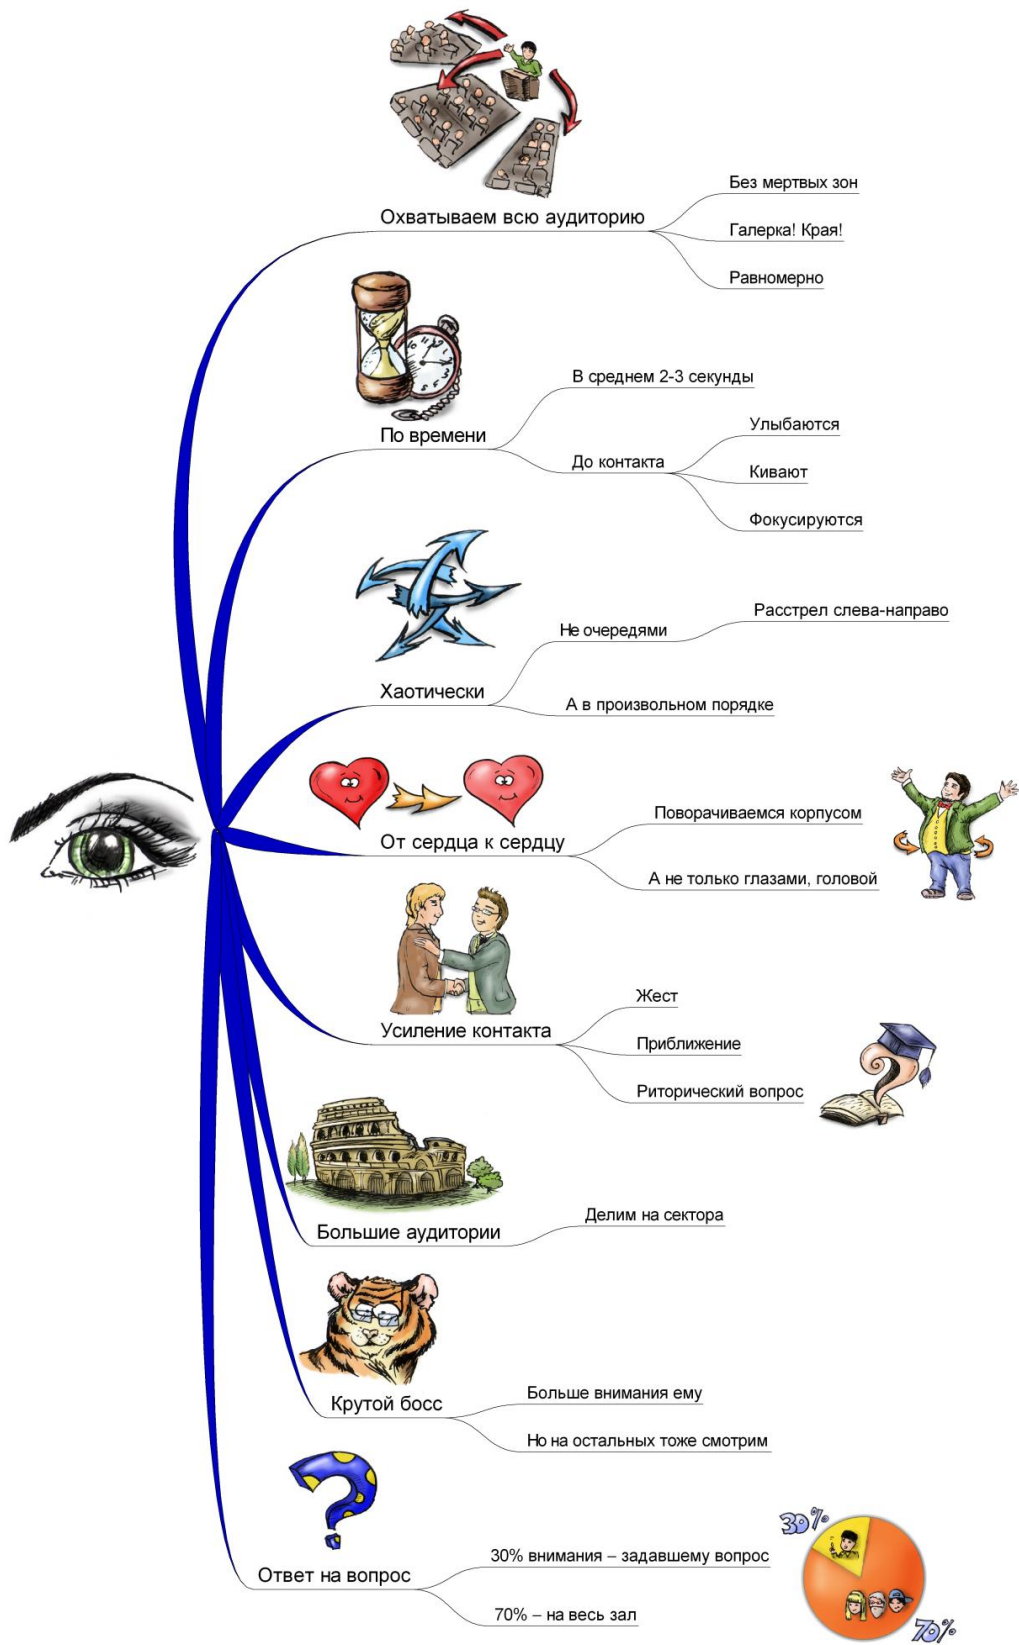 Охватываем всю аудиторию
Без мертвых зон
Галерка! Края!
Равномерно
По времени
В среднем 2-3 секунды
До контакта
Улыбаются
Кивают
Фокусируются
Хаотически
Не очередями
Расстрел слева-направо
А в произвольном порядке
От сердца к сердцу
Поворачиваемся корпусом
А не только глазами, головой
Усиление контакта
Жест
Приближение
Риторический вопрос
Большие аудитории
Делим на сектора
Крутой босс
Больше внимания ему
Но на остальных тоже смотрим
Ответ на вопрос
30% внимания – задавшему вопрос
70% – на весь зал
30%
70%